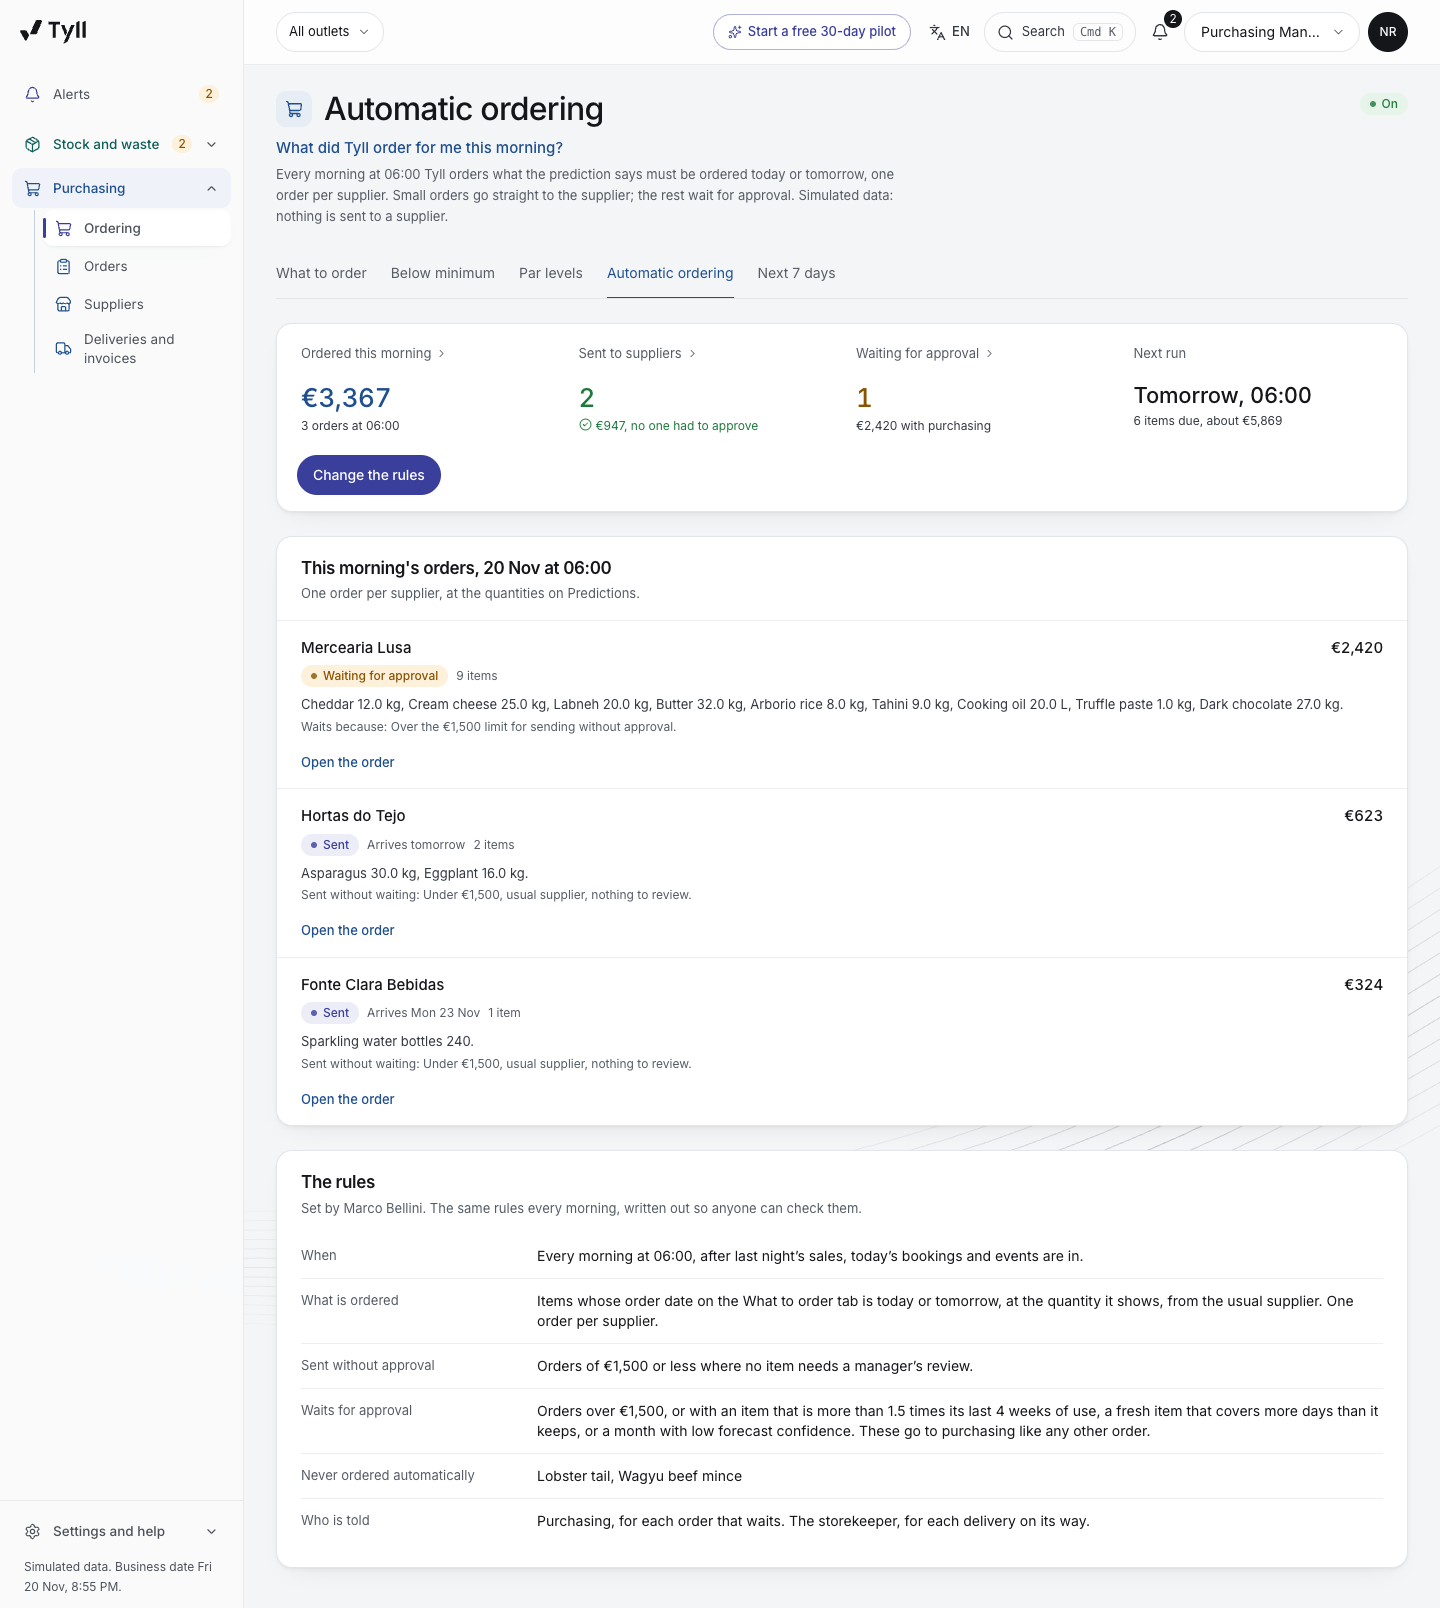 Tyll
All outlets
Start a free 30-day pilot
EN
Search
Cmd K
2
Purchasing Man...
NR
Alerts
2
Stock and waste
2
Purchasing
Ordering
Orders
Suppliers
Deliveries and
invoices
Settings and help
Simulated data. Business date Fri
20 Nov, 8:55 PM.
Automatic ordering
On
What did Tyll order for me this morning?
Every morning at 06:00 Tyll orders what the prediction says must be ordered today or tomorrow, one
order per supplier. Small orders go straight to the supplier; the rest wait for approval. Simulated data:
nothing is sent to a supplier.
What to order
Below minimum
Par levels
Automatic ordering
Next 7 days
Ordered this morning
€3,367
3 orders at 06:00
Sent to suppliers
2
€947, no one had to approve
Waiting for approval
1
€2,420 with purchasing
Next run
Tomorrow, 06:00
6 items due, about €5,869
Change the rules
This morning's orders, 20 Nov at 06:00
One order per supplier, at the quantities on Predictions.
Mercearia Lusa
€2,420
Waiting for approval
9 items
Cheddar 12.0 kg, Cream cheese 25.0 kg, Labneh 20.0 kg, Butter 32.0 kg, Arborio rice 8.0 kg, Tahini 9.0 kg, Cooking oil 20.0 L, Truffle paste 1.0 kg, Dark chocolate 27.0 kg.
Waits because: Over the €1,500 limit for sending without approval.
Open the order
Hortas do Tejo
€623
Sent
Arrives tomorrow
2 items
Asparagus 30.0 kg, Eggplant 16.0 kg.
Sent without waiting: Under €1,500, usual supplier, nothing to review.
Open the order
Fonte Clara Bebidas
€324
Sent
Arrives Mon 23 Nov
1 item
Sparkling water bottles 240.
Sent without waiting: Under €1,500, usual supplier, nothing to review.
Open the order
The rules
Set by Marco Bellini. The same rules every morning, written out so anyone can check them.
When
Every morning at 06:00, after last night’s sales, today’s bookings and events are in.
What is ordered
Items whose order date on the What to order tab is today or tomorrow, at the quantity it shows, from the usual supplier. One
order per supplier.
Sent without approval
Orders of €1,500 or less where no item needs a manager’s review.
Waits for approval
Orders over €1,500, or with an item that is more than 1.5 times its last 4 weeks of use, a fresh item that covers more days than it
keeps, or a month with low forecast confidence. These go to purchasing like any other order.
Never ordered automatically
Lobster tail, Wagyu beef mince
Who is told
Purchasing, for each order that waits. The storekeeper, for each delivery on its way.